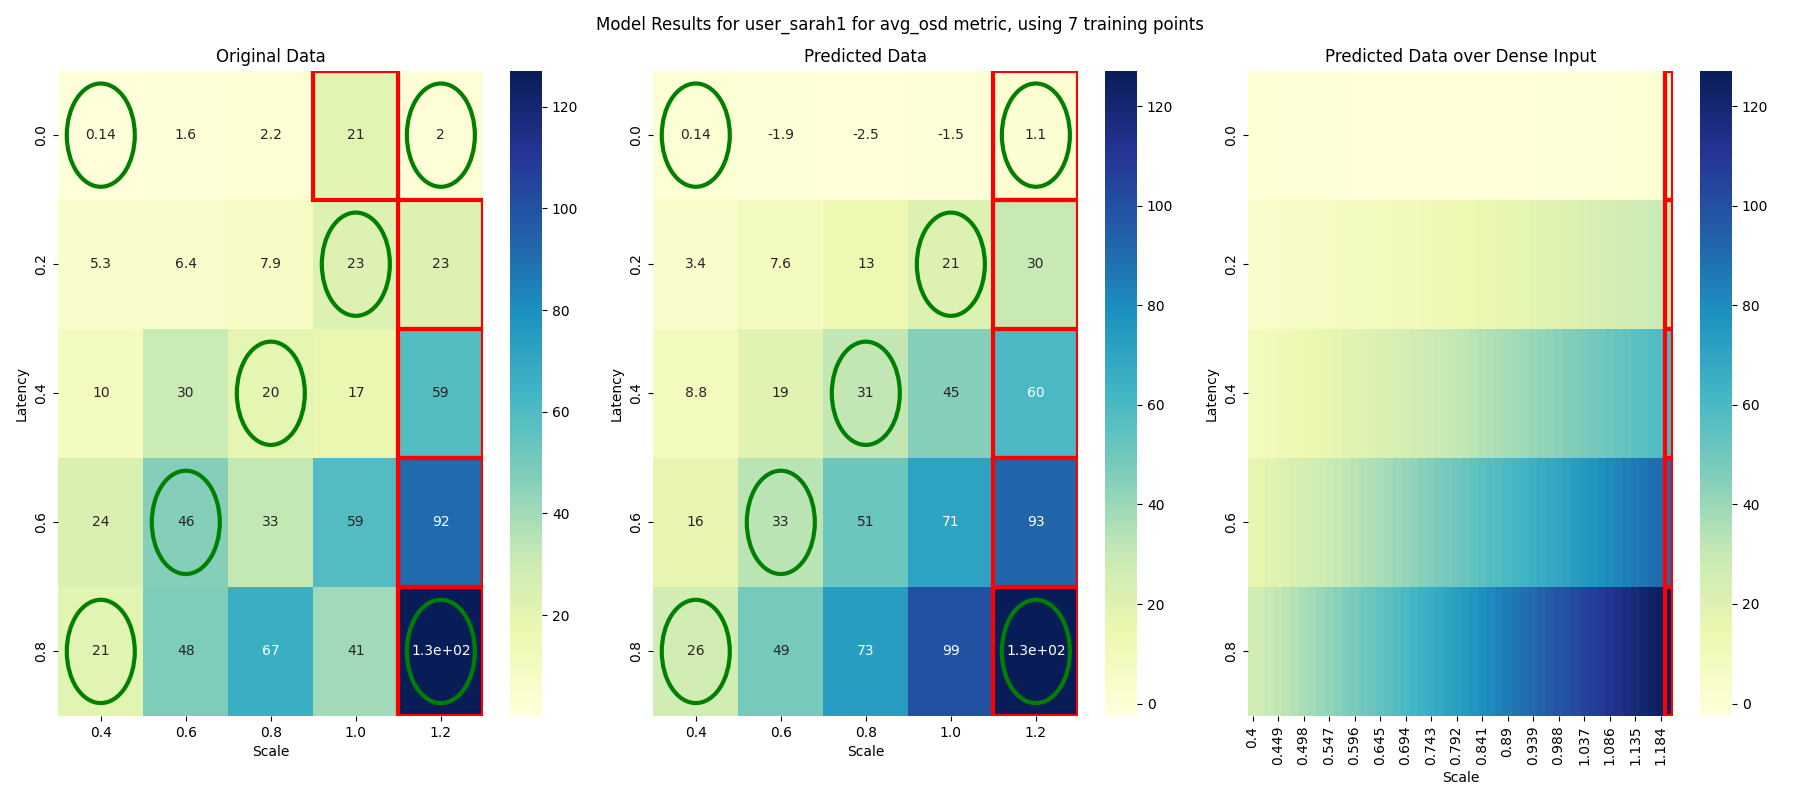 Model Results for user_sarah1 for avg_osd metric, using 7 training points
Original Data
0.14 1.6 2.2 21 2
5.3 6.4 7.9 23 23
10 30 20 17 59
24 46 33 59 92
21 48 67 41 1.3e+02
0.0
0.2
0.4
0.6
0.8
Latency
0.4 0.6 0.8 1.0 1.2
Scale
120
100
80
60
40
20
Predicted Data
0.14 -1.9 -2.5 -1.5 1.1
3.4 7.6 13 21 30
8.8 19 31 45 60
16 33 51 71 93
26 49 73 99 1.3e+02
0.0
0.2
0.4
0.6
0.8
Latency
0.4 0.6 0.8 1.0 1.2
Scale
120
100
80
60
40
20
0
Predicted Data over Dense Input
0.0
0.2
0.4
0.6
0.8
Latency
0.4 0.449 0.498 0.547 0.596 0.645 0.694 0.743 0.792 0.841 0.89 0.939 0.988 1.037 1.086 1.135 1.184
Scale
120
100
80
60
40
20
0